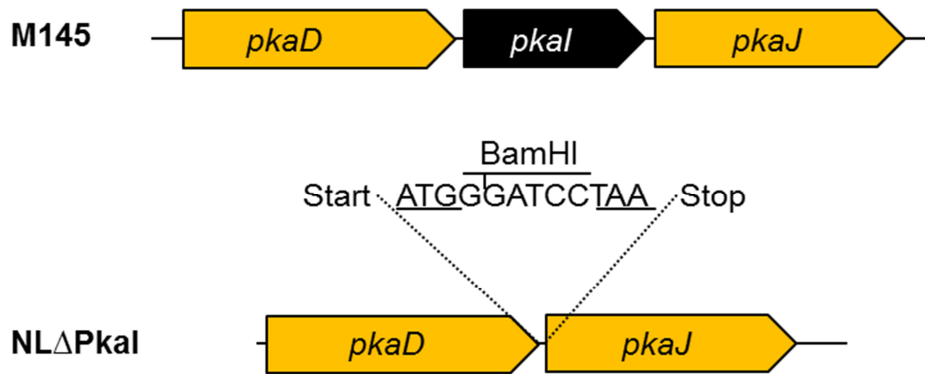 M145 pkaD pkaI pkaJ
BamHI
Start ATGGGATCCTAA Stop
NLΔPkaI pkaD pkaJ